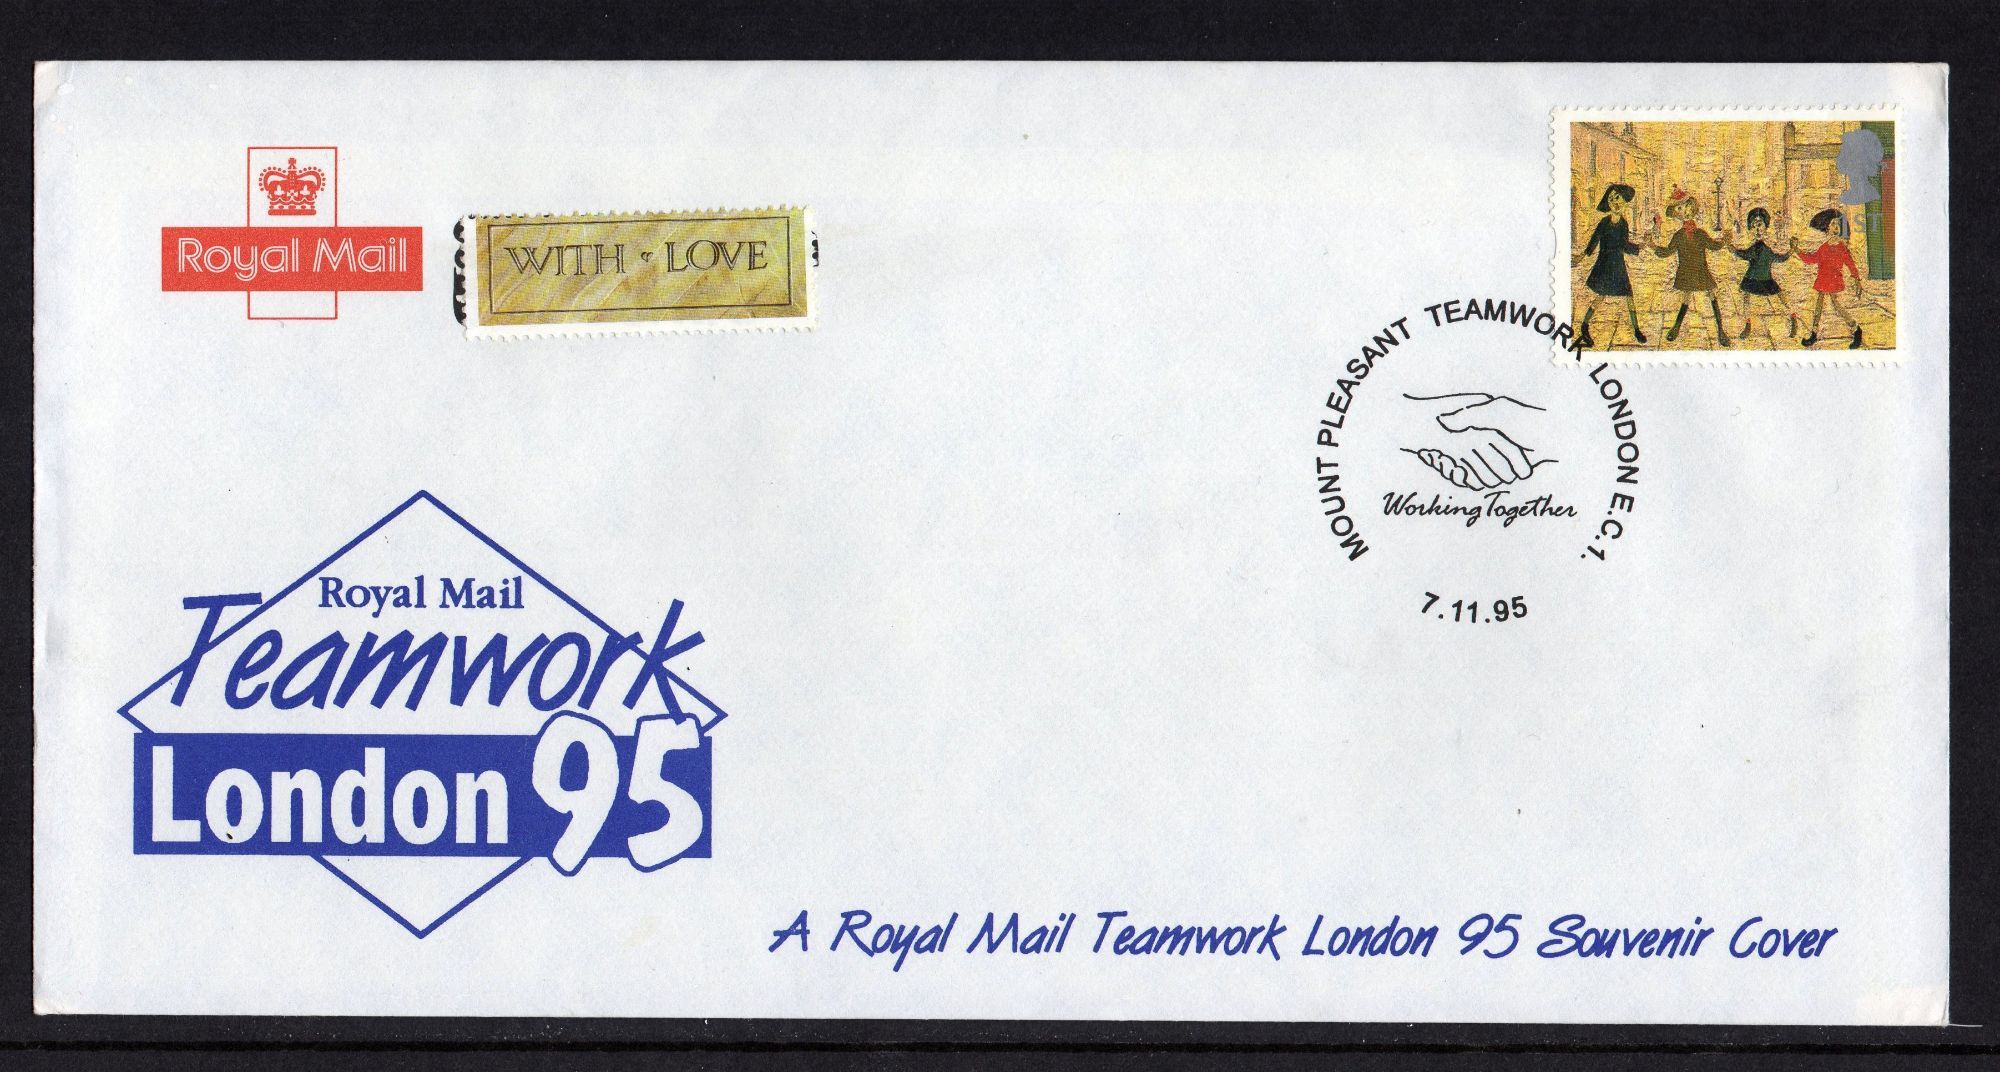 Royal Mail
WITH LOVE
1ST
MOUNT PLEASANT TEAMWORK LONDON E.C.1.
Working Together
7.11.95
Royal Mail
Teamwork
London 95
A Royal Mail Teamwork London 95 Souvenir Cover